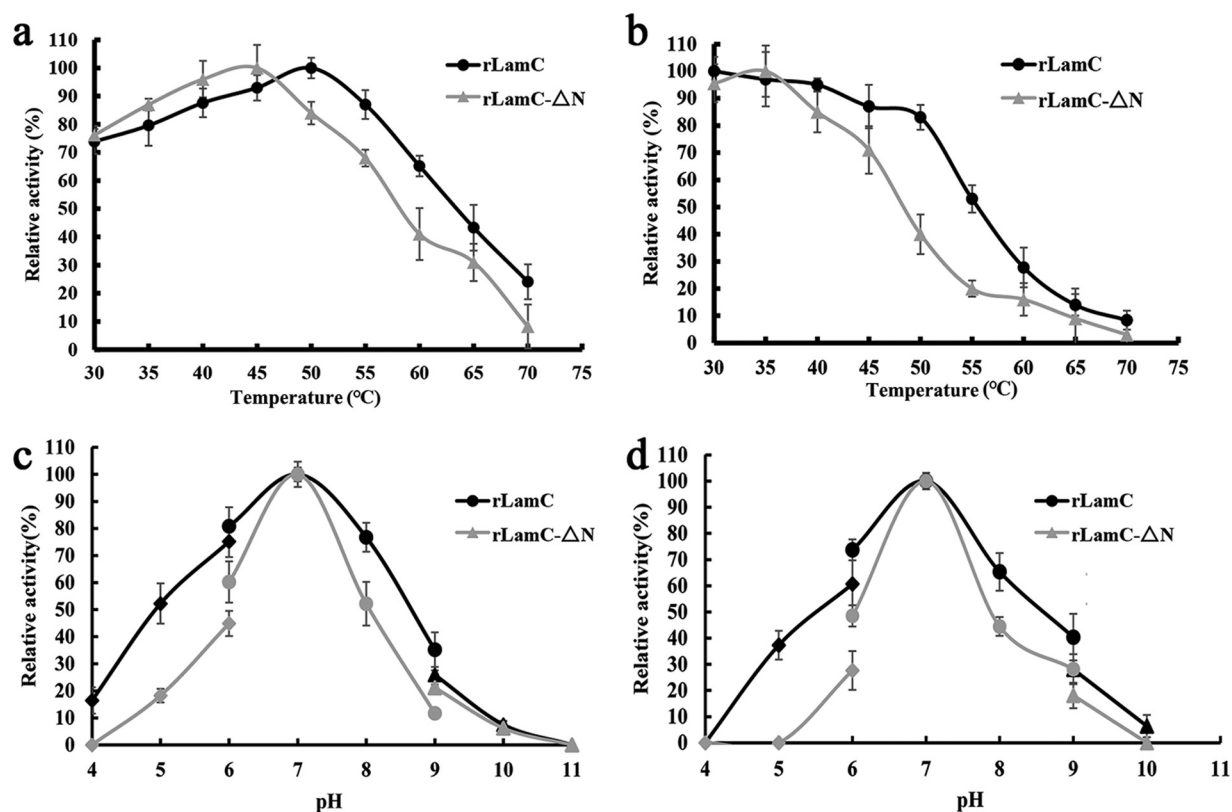 a
110
100
90
80
70
60
50
40
30
20
10
0
Relative activity (%)
30 35 40 45 50 55 60 65 70 75
Temperature (°C)
rLamC
rLamC-△N
b
110
100
90
80
70
60
50
40
30
20
10
0
Relative activity (%)
30 35 40 45 50 55 60 65 70 75
Temperature (°C)
rLamC
rLamC-△N
c
110
100
90
80
70
60
50
40
30
20
10
0
Relative activity(%)
4 5 6 7 8 9 10 11
pH
rLamC
rLamC-△N
d
110
100
90
80
70
60
50
40
30
20
10
0
Relative activity(%)
4 5 6 7 8 9 10 11
pH
rLamC
rLamC-△N